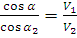 cos α / cos α₂ = V₁ / V₂